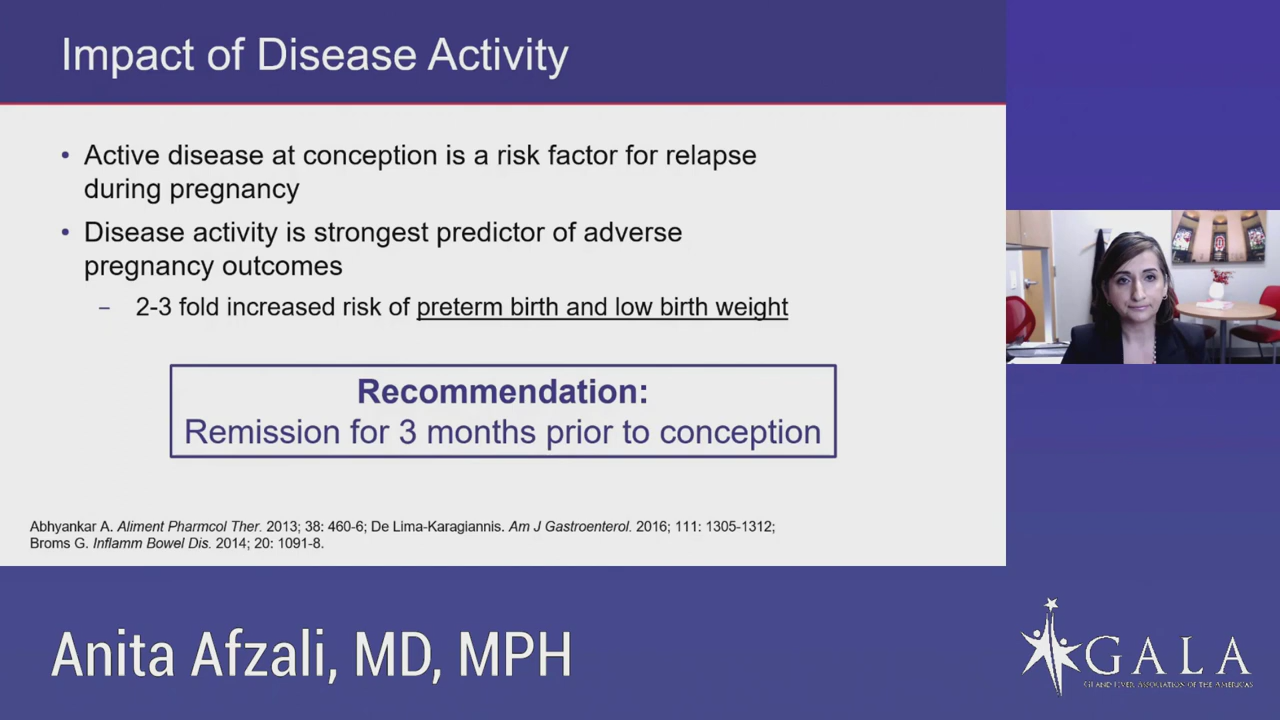 Impact of Disease Activity
• Active disease at conception is a risk factor for relapse
during pregnancy
• Disease activity is strongest predictor of adverse
pregnancy outcomes
– 2-3 fold increased risk of preterm birth and low birth weight
Recommendation:
Remission for 3 months prior to conception
Abhyankar A. Aliment Pharmcol Ther. 2013; 38: 460-6; De Lima-Karagiannis. Am J Gastroenterol. 2016; 111: 1305-1312;
Broms G. Inflamm Bowel Dis. 2014; 20: 1091-8.
Anita Afzali, MD, MPH
GALA
GI AND LIVER ASSOCIATION OF THE AMERICAS